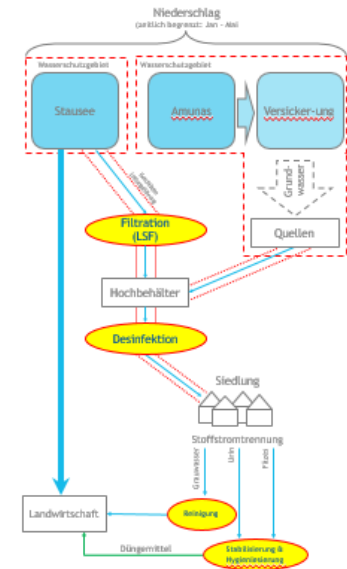 Niederschlag
(zeitlich begrenzt: Jan - Mai
Wasserschutzgebiet
Wasserschutzgebiet
Stausee
Amunas
Versicker-ung
Grund-
wasser
Filtration
(LSF)
Quellen
Hochbehälter
Desinfektion
Siedlung
Stoffstromtrennung
Grauwasser
Urin
Fäzes
Landwirtschaft
Reinigung
Düngemittel
Stabilisierung &
Hygienisierung